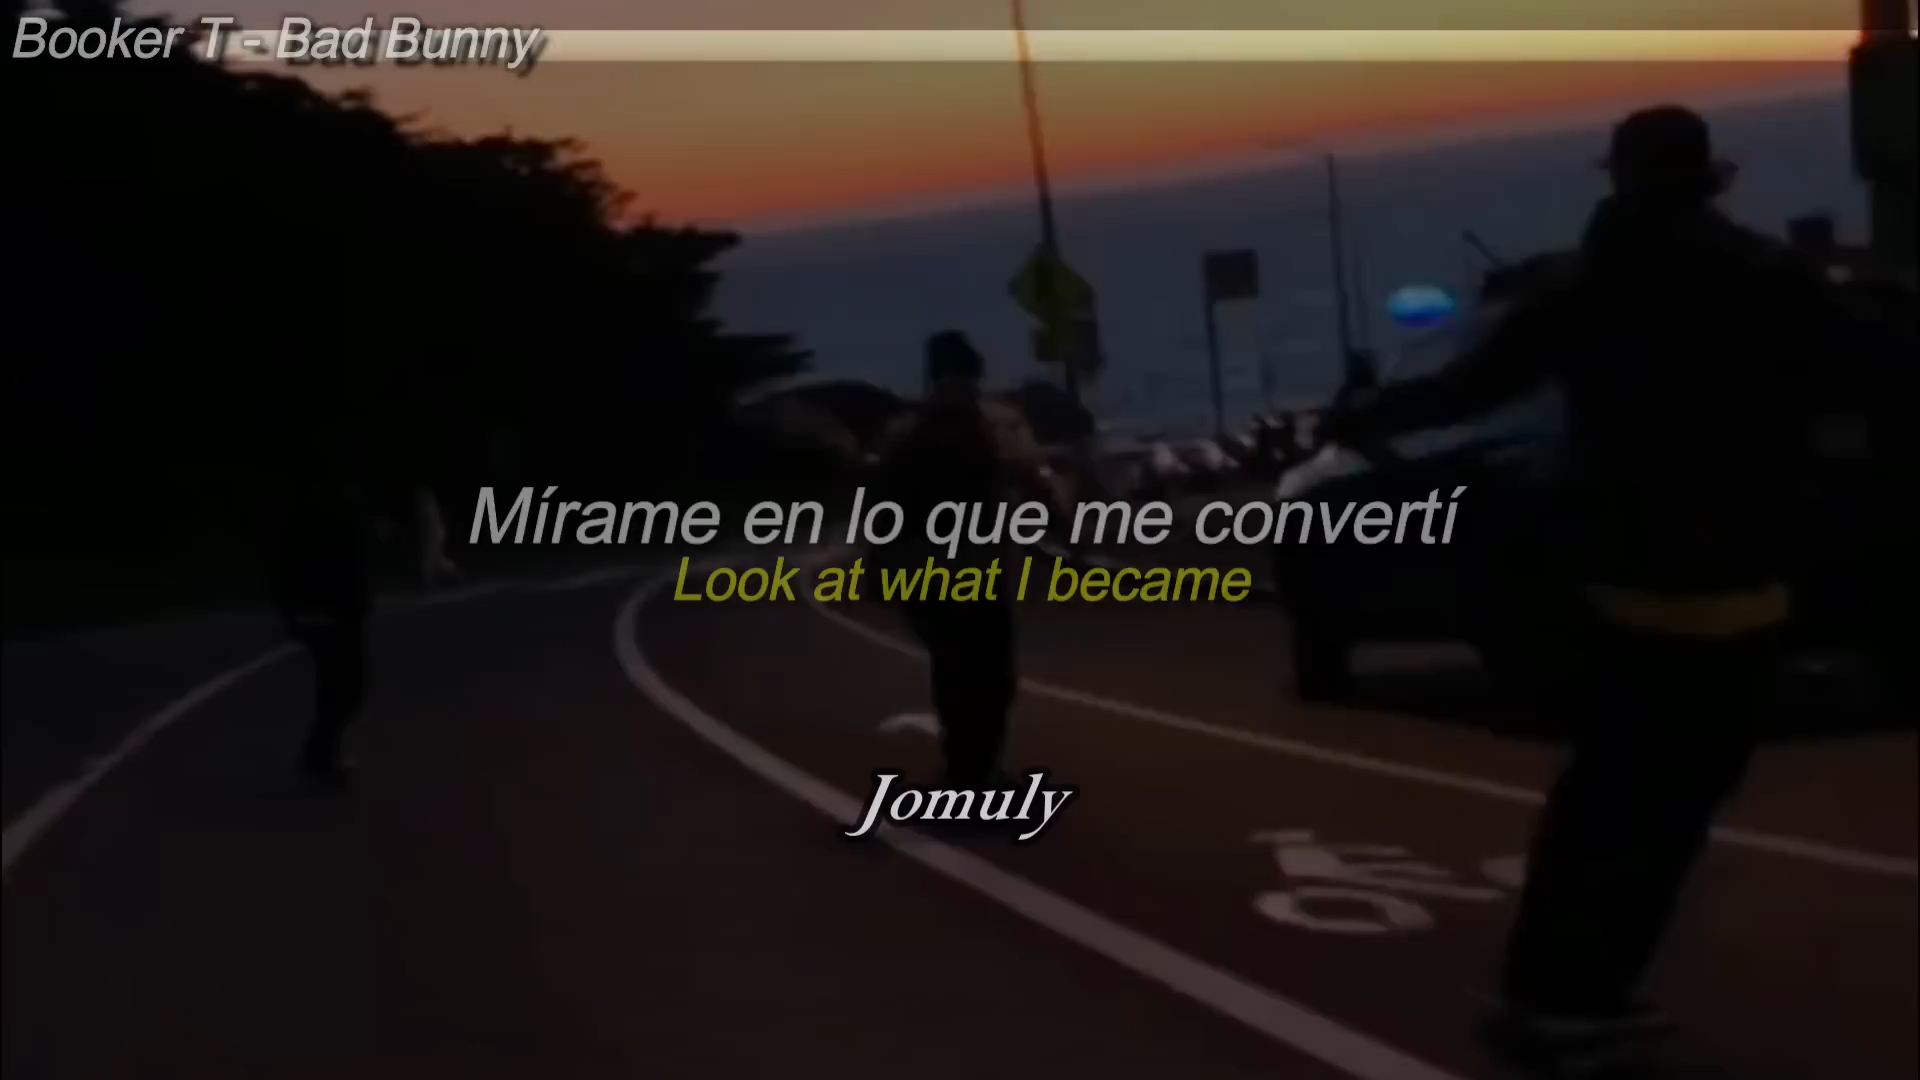 Booker T - Bad Bunny
Mírame en lo que me convertí
Look at what I became
Jomuly